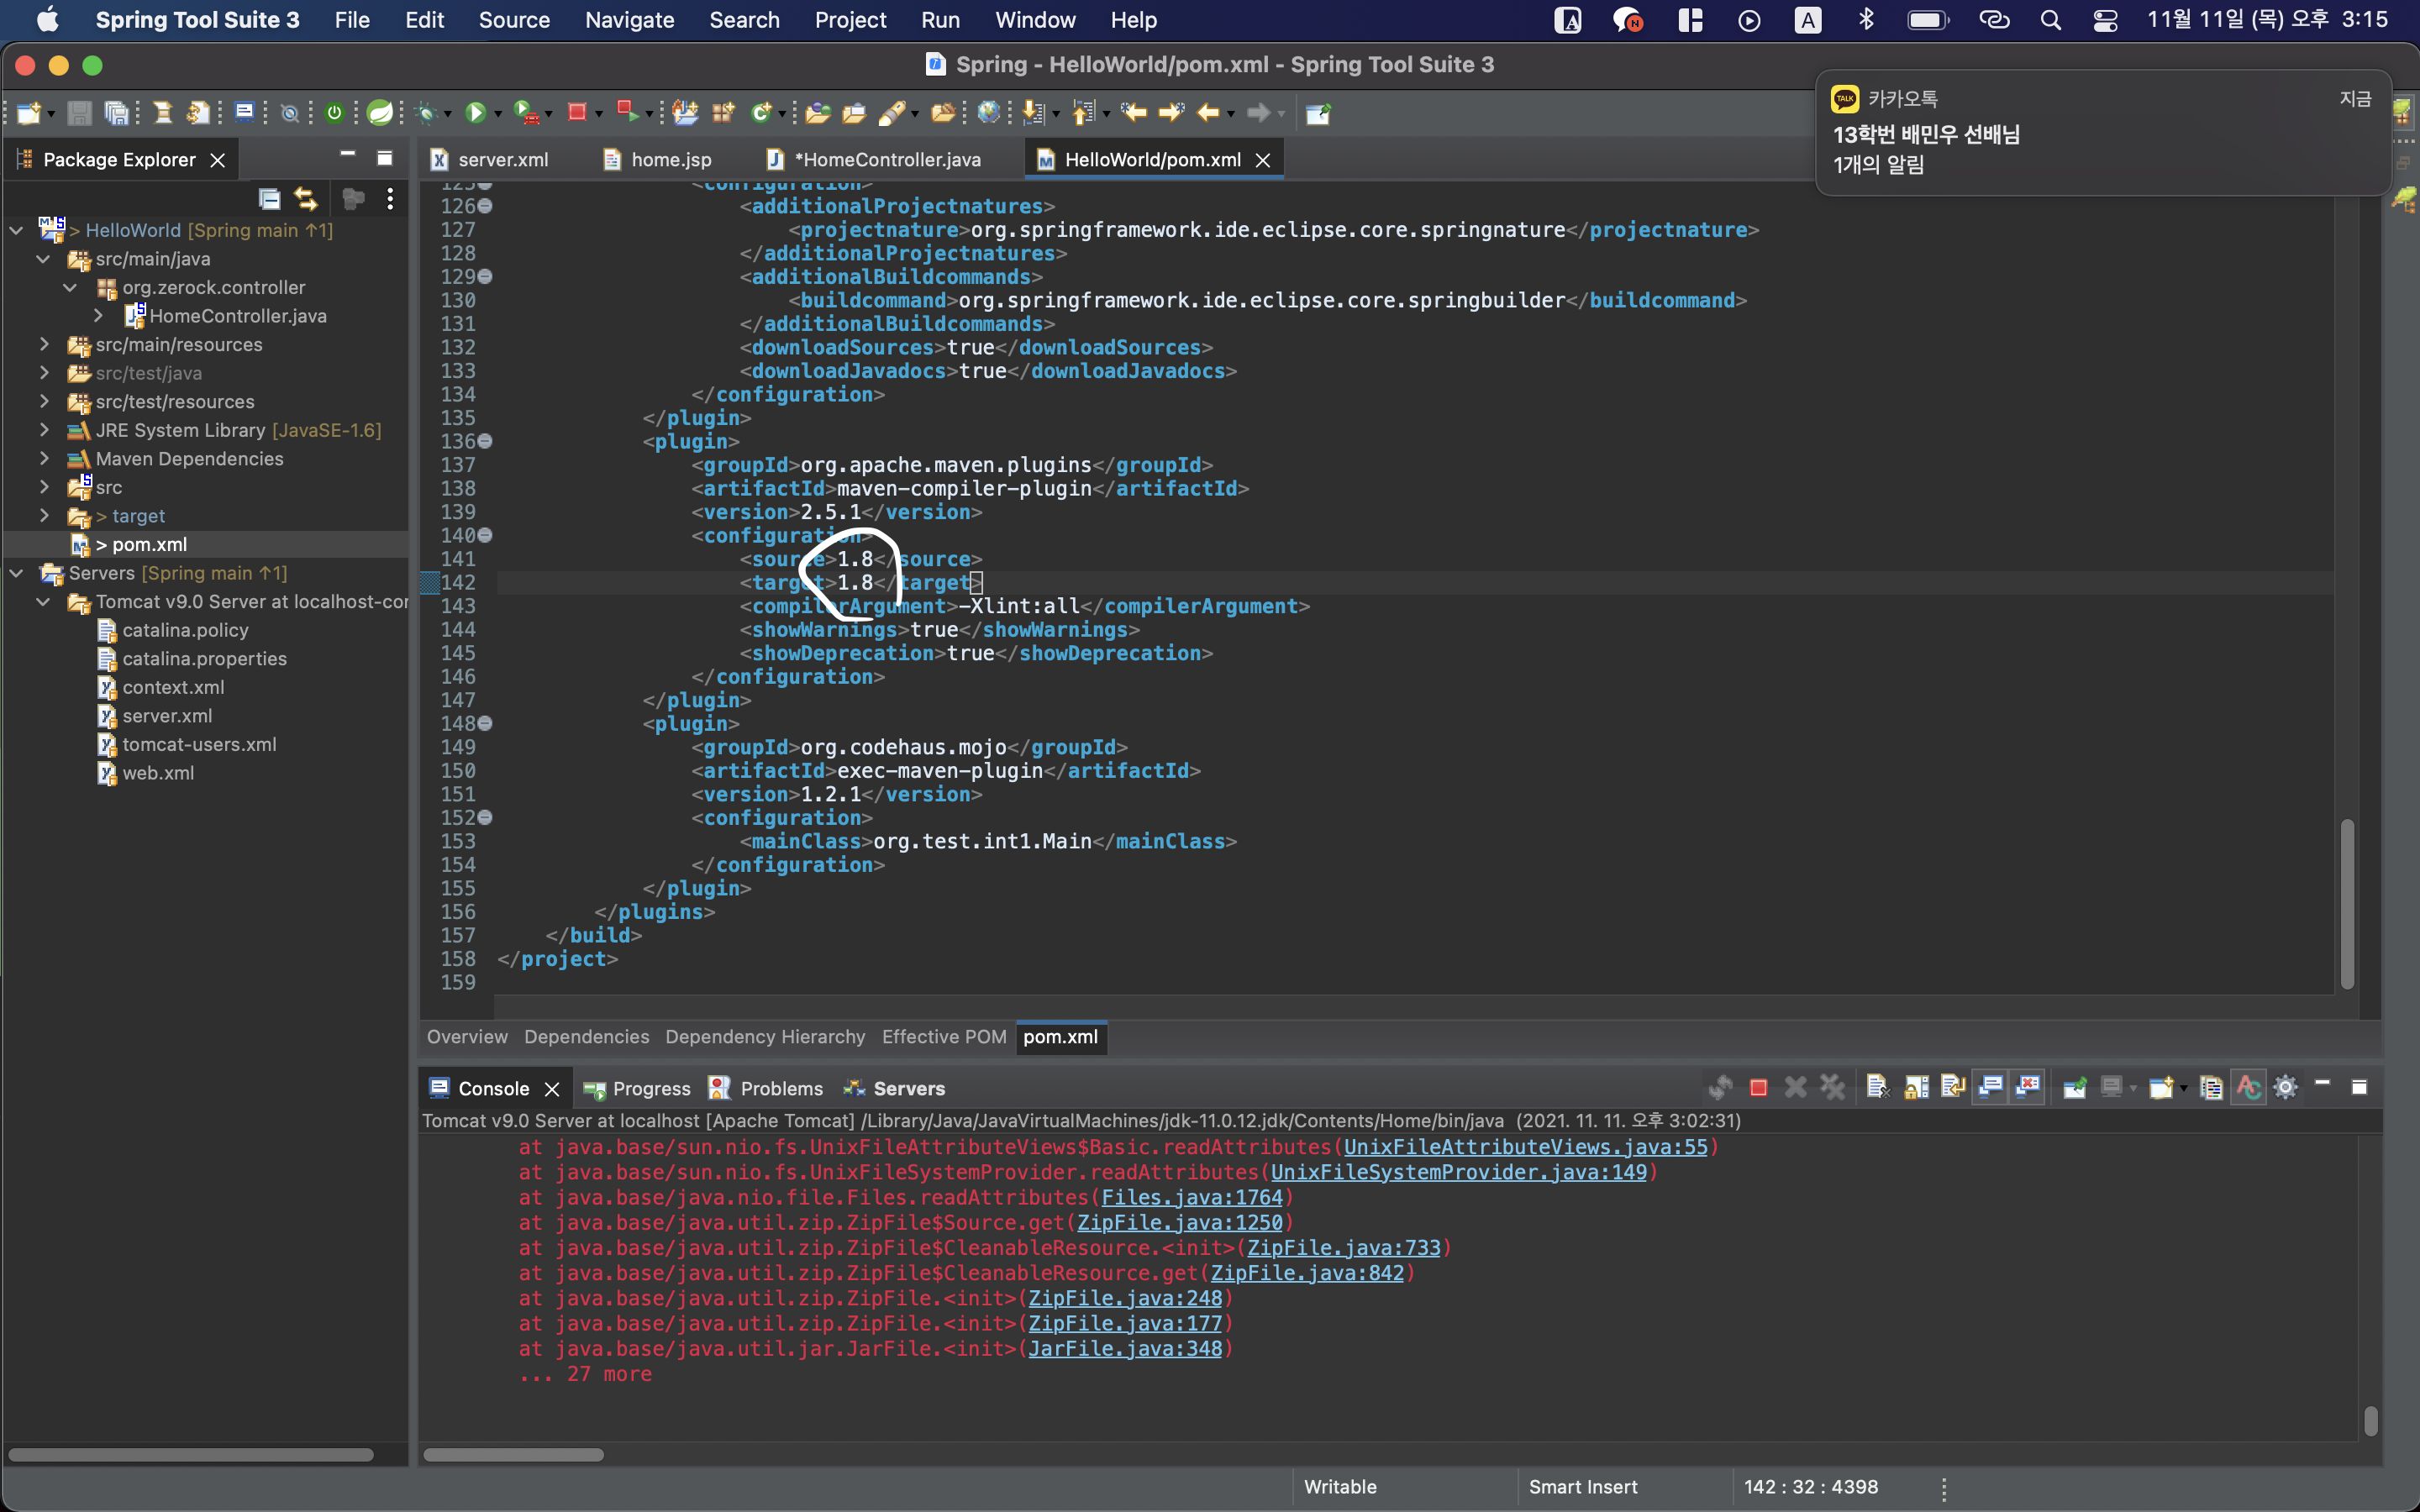 Spring Tool Suite 3 File Edit Source Navigate Search Project Run Window Help 11월 11일 (목) 오후 3:15
Spring - HelloWorld/pom.xml - Spring Tool Suite 3
카카오톡 지금
13학번 배민우 선배님
1개의 알림
Package Explorer
> HelloWorld [Spring main ↑1]
src/main/java
org.zerock.controller
HomeController.java
src/main/resources
src/test/java
src/test/resources
JRE System Library [JavaSE-1.6]
Maven Dependencies
src
> target
> pom.xml
Servers [Spring main ↑1]
Tomcat v9.0 Server at localhost-cor
catalina.policy
catalina.properties
context.xml
server.xml
tomcat-users.xml
web.xml
server.xml home.jsp *HomeController.java HelloWorld/pom.xml
125 <configuration>
126 <additionalProjectnatures>
127 <projectnature>org.springframework.ide.eclipse.core.springnature</projectnature>
128 </additionalProjectnatures>
129 <additionalBuildcommands>
130 <buildcommand>org.springframework.ide.eclipse.core.springbuilder</buildcommand>
131 </additionalBuildcommands>
132 <downloadSources>true</downloadSources>
133 <downloadJavadocs>true</downloadJavadocs>
134 </configuration>
135 </plugin>
136 <plugin>
137 <groupId>org.apache.maven.plugins</groupId>
138 <artifactId>maven-compiler-plugin</artifactId>
139 <version>2.5.1</version>
140 <configuration>
141 <source>1.8</source>
142 <target>1.8</target>
143 <compilerArgument>-Xlint:all</compilerArgument>
144 <showWarnings>true</showWarnings>
145 <showDeprecation>true</showDeprecation>
146 </configuration>
147 </plugin>
148 <plugin>
149 <groupId>org.codehaus.mojo</groupId>
150 <artifactId>exec-maven-plugin</artifactId>
151 <version>1.2.1</version>
152 <configuration>
153 <mainClass>org.test.int1.Main</mainClass>
154 </configuration>
155 </plugin>
156 </plugins>
157 </build>
158 </project>
159
Overview Dependencies Dependency Hierarchy Effective POM pom.xml
Console Progress Problems Servers
Tomcat v9.0 Server at localhost [Apache Tomcat] /Library/Java/JavaVirtualMachines/jdk-11.0.12.jdk/Contents/Home/bin/java (2021. 11. 11. 오후 3:02:31)
at java.base/sun.nio.fs.UnixFileAttributeViews$Basic.readAttributes(UnixFileAttributeViews.java:55)
at java.base/sun.nio.fs.UnixFileSystemProvider.readAttributes(UnixFileSystemProvider.java:149)
at java.base/java.nio.file.Files.readAttributes(Files.java:1764)
at java.base/java.util.zip.ZipFile$Source.get(ZipFile.java:1250)
at java.base/java.util.zip.ZipFile$CleanableResource.<init>(ZipFile.java:733)
at java.base/java.util.zip.ZipFile$CleanableResource.get(ZipFile.java:842)
at java.base/java.util.zip.ZipFile.<init>(ZipFile.java:248)
at java.base/java.util.zip.ZipFile.<init>(ZipFile.java:177)
at java.base/java.util.jar.JarFile.<init>(JarFile.java:348)
... 27 more
Writable Smart Insert 142 : 32 : 4398